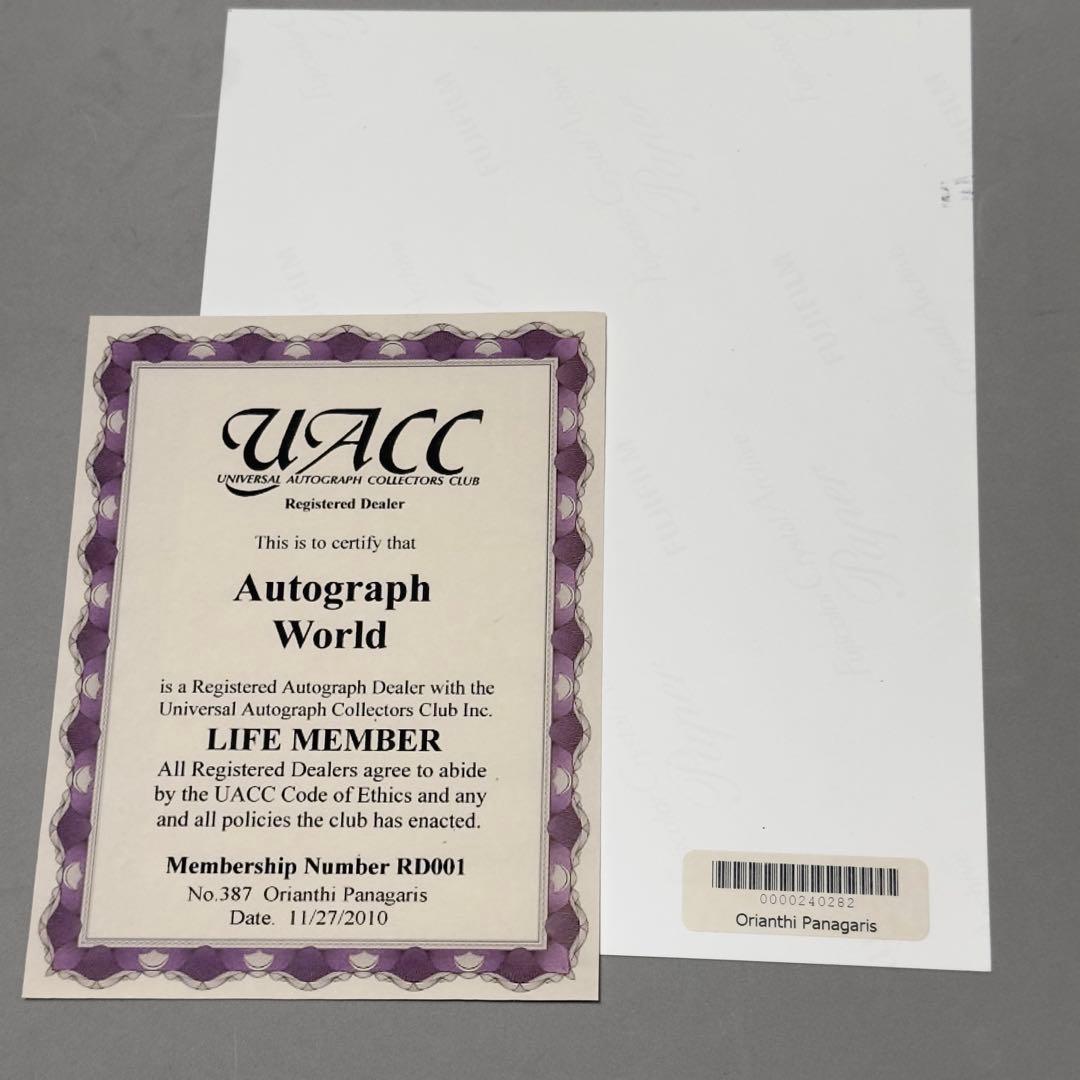 UACC
UNIVERSAL AUTOGRAPH COLLECTORS CLUB
Registered Dealer
This is to certify that
Autograph
World
is a Registered Autograph Dealer with the
Universal Autograph Collectors Club Inc.
LIFE MEMBER
All Registered Dealers agree to abide
by the UACC Code of Ethics and any
and all policies the club has enacted.
Membership Number RD001
No.387 Orianthi Panagaris
Date. 11/27/2010
FUJIFILM
FUJIFILM
FUJIFILM
0000240282
Orianthi Panagaris